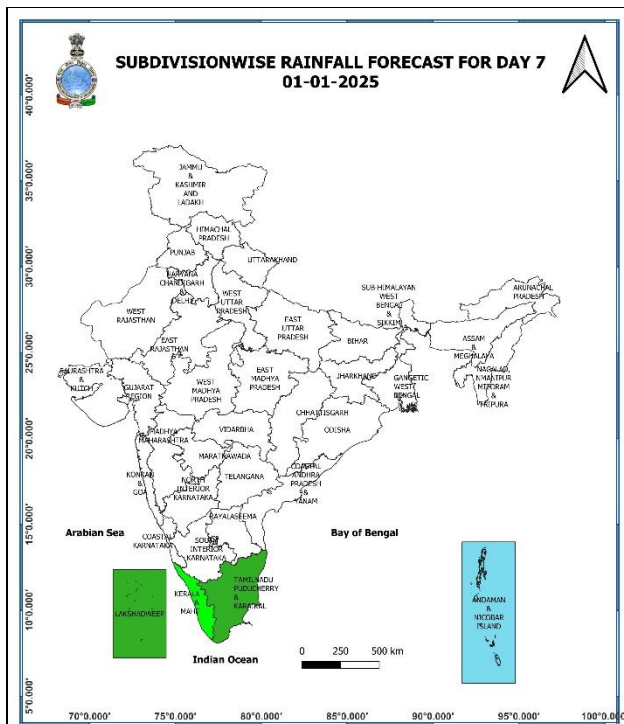 SUBDIVISIONWISE RAINFALL FORECAST FOR DAY 7
01-01-2025
40°0.000'
35°0.000'
30°0.000'
25°0.000'
20°0.000'
15°0.000'
10°0.000'
5°0.000'
JAMMU
&
KASHMIR
AND
LADAKH
HIMACHAL
PRADESH
PUNJAB
UTTARAKHAND
HARYANA
CHANDIGARH
&
DELHI
WEST
UTTAR
PRADESH
SUB-HIMALAYAN
WEST
BENGAL
&
SIKKIM
ARUNACHAL
PRADESH
WEST
RAJASTHAN
EAST
RAJASTHAN
EAST
UTTAR
PRADESH
BIHAR
ASSAM
&
MEGHALAYA
NAGALAND,
MANIPUR
MIZORAM
&
TRIPURA
SAURASHTRA
&
KUTCH
GUJARAT
REGION
WEST
MADHYA
PRADESH
EAST
MADHYA
PRADESH
JHARKHAND
GANGETIC
WEST
BENGAL
CHHATTISGARH
ODISHA
MADHYA
MAHARASHTRA
VIDARBHA
MARATHWADA
KONKAN
&
GOA
NORTH
INTERIOR
KARNATAKA
TELANGANA
COASTAL
ANDHRA
PRADESH
&
YANAM
RAYALASEEMA
Arabian Sea
Bay of Bengal
COASTAL
KARNATAKA
SOUTH
INTERIOR
KARNATAKA
KERALA
&
MAHE
TAMILNADU
PUDUCHERRY
&
KARAIKAL
LAKSHADWEEP
ANDAMAN
&
NICOBAR
ISLAND
Indian Ocean
0 250 500 km
70°0.000' 75°0.000' 80°0.000' 85°0.000' 90°0.000' 95°0.000' 100°0.000'